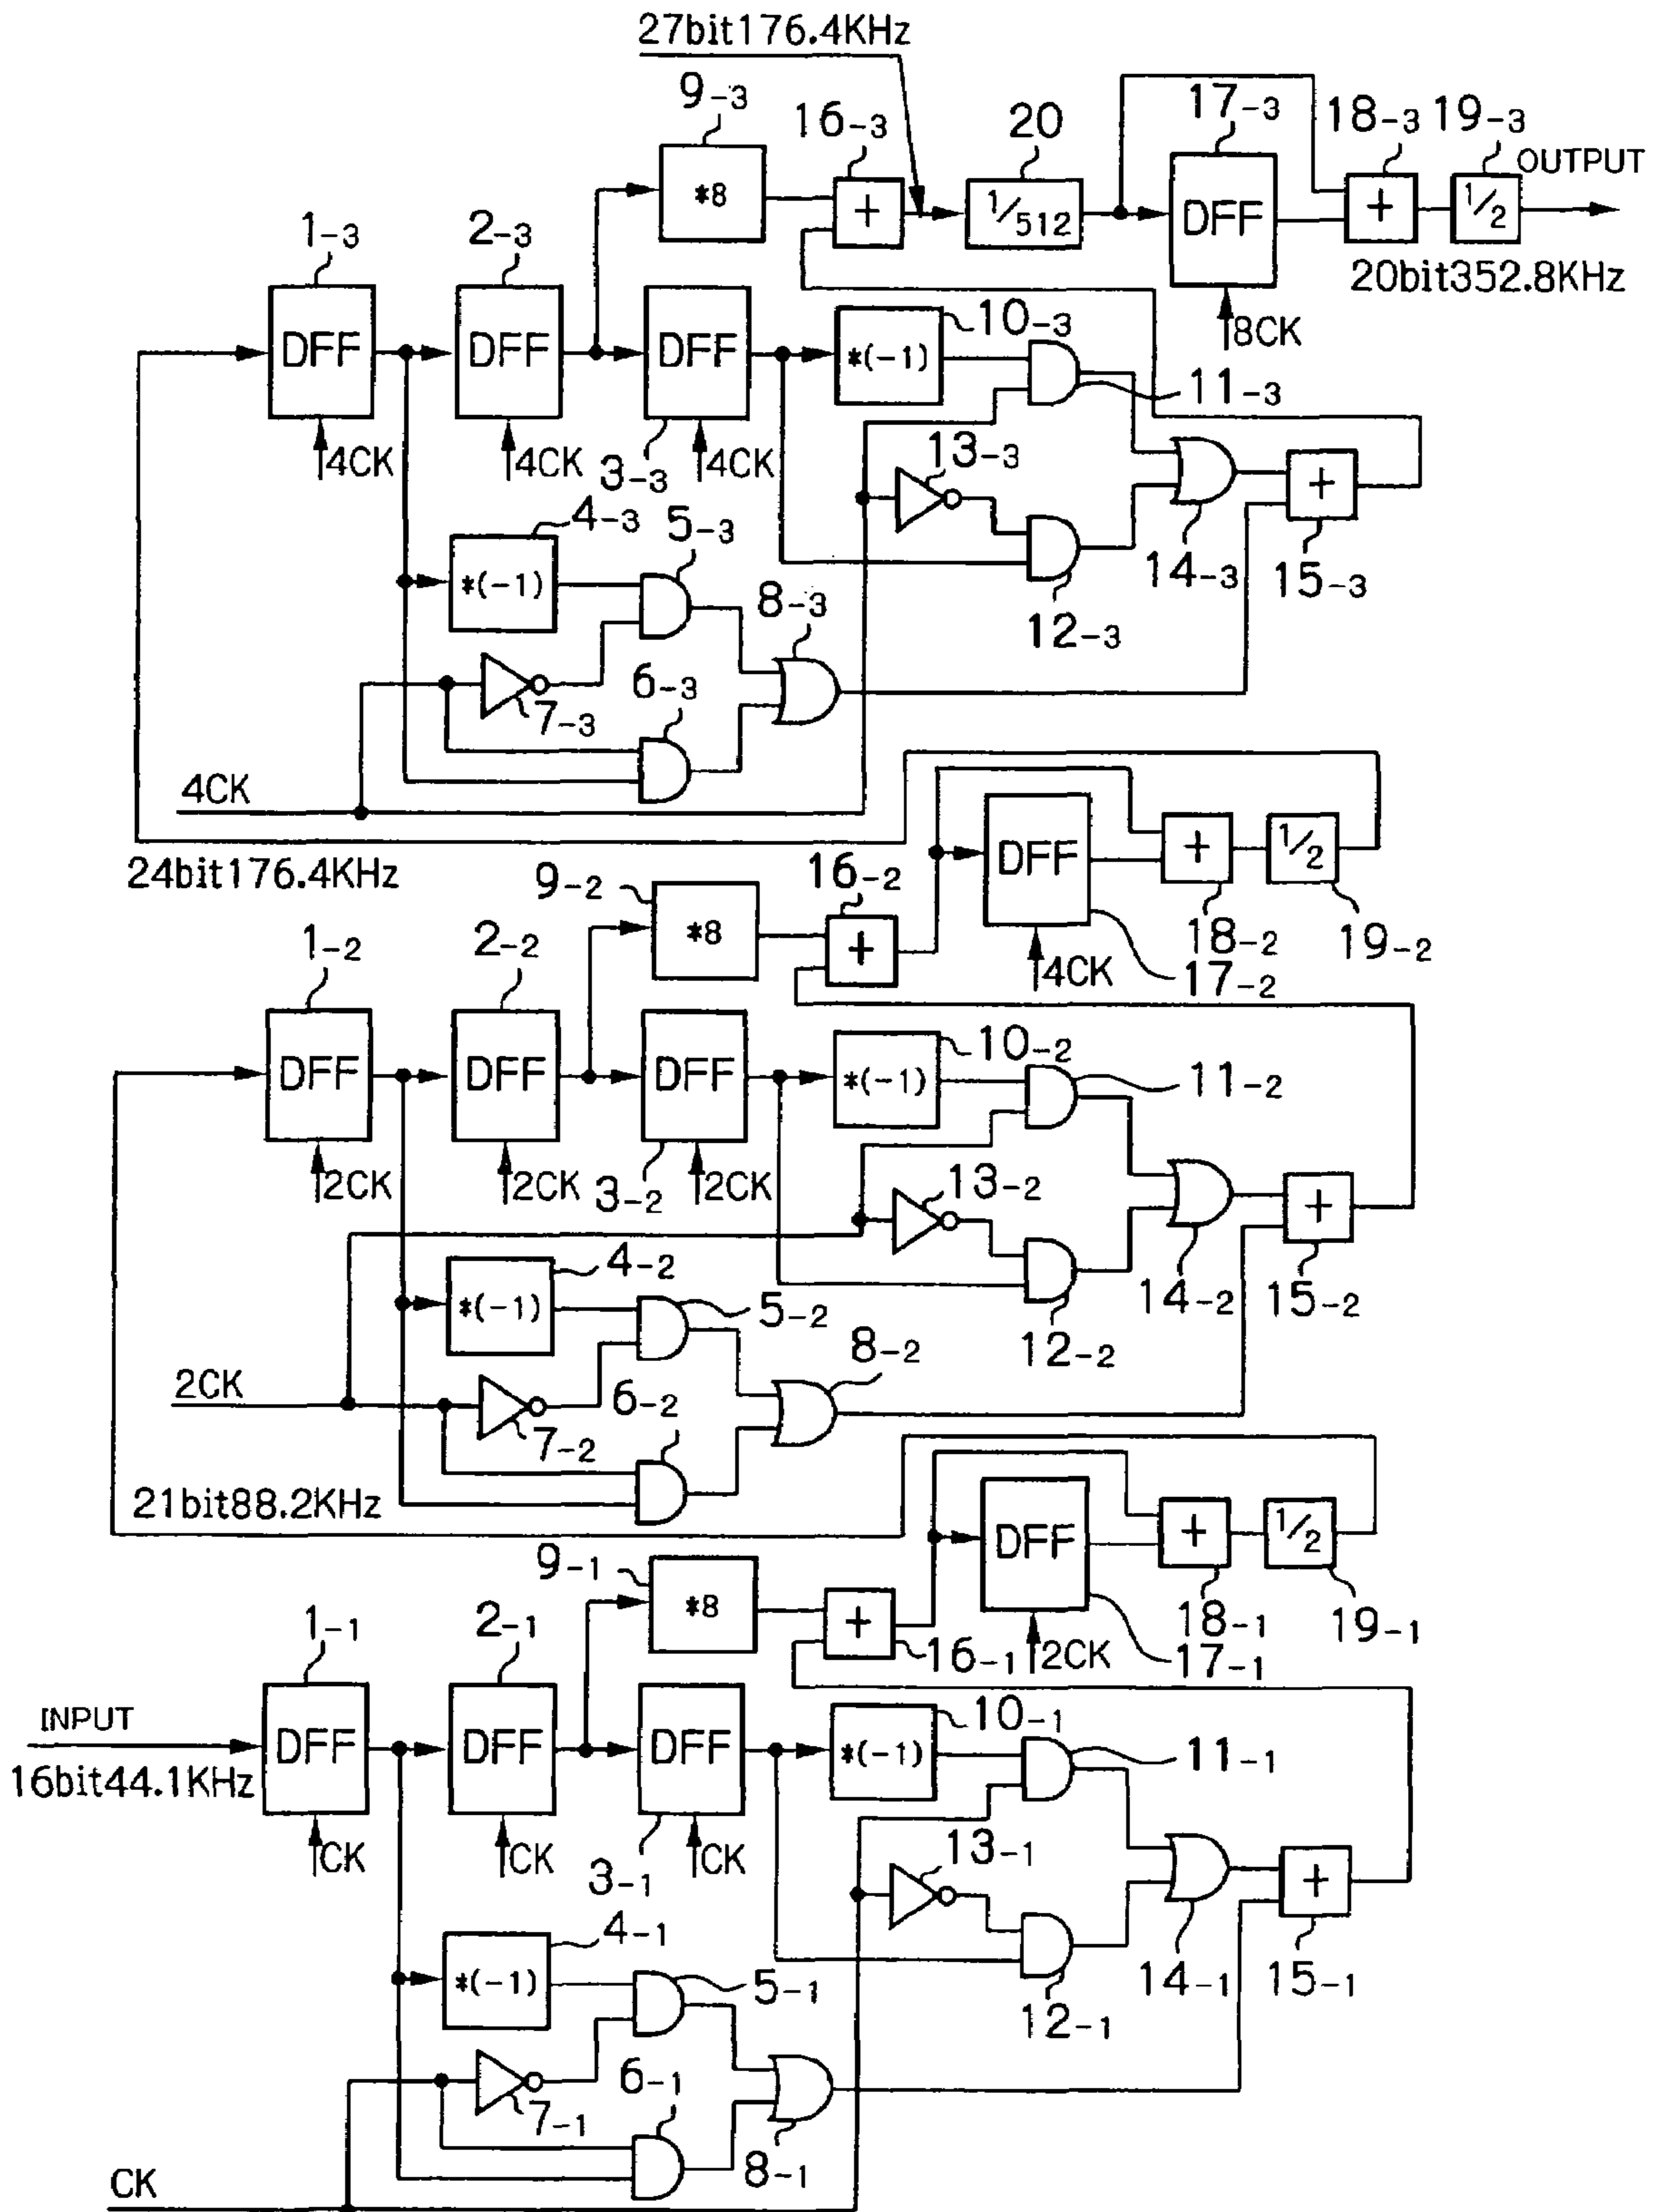 27bit176.4KHz
9-3
16-3
20
17-3
18-3
19-3
*8
+
1/512
DFF
+
1/2
OUTPUT
20bit352.8KHz
8CK
1-3
2-3
DFF
DFF
DFF
*(-1)
10-3
11-3
4CK
4CK
3-3
4CK
13-3
14-3
+
15-3
12-3
4-3
*(-1)
5-3
8-3
6-3
7-3
4CK
24bit176.4KHz
9-2
*8
16-2
+
DFF
4CK
17-2
+
18-2
1/2
19-2
1-2
2-2
DFF
DFF
DFF
*(-1)
10-2
11-2
2CK
2CK
3-2
2CK
13-2
14-2
+
15-2
12-2
4-2
*(-1)
5-2
8-2
2CK
6-2
7-2
21bit88.2KHz
9-1
*8
+
16-1
DFF
2CK
17-1
+
18-1
1/2
19-1
1-1
2-1
INPUT
16bit44.1KHz
DFF
DFF
DFF
*(-1)
10-1
11-1
CK
CK
3-1
CK
13-1
14-1
+
15-1
12-1
4-1
*(-1)
5-1
6-1
7-1
8-1
CK